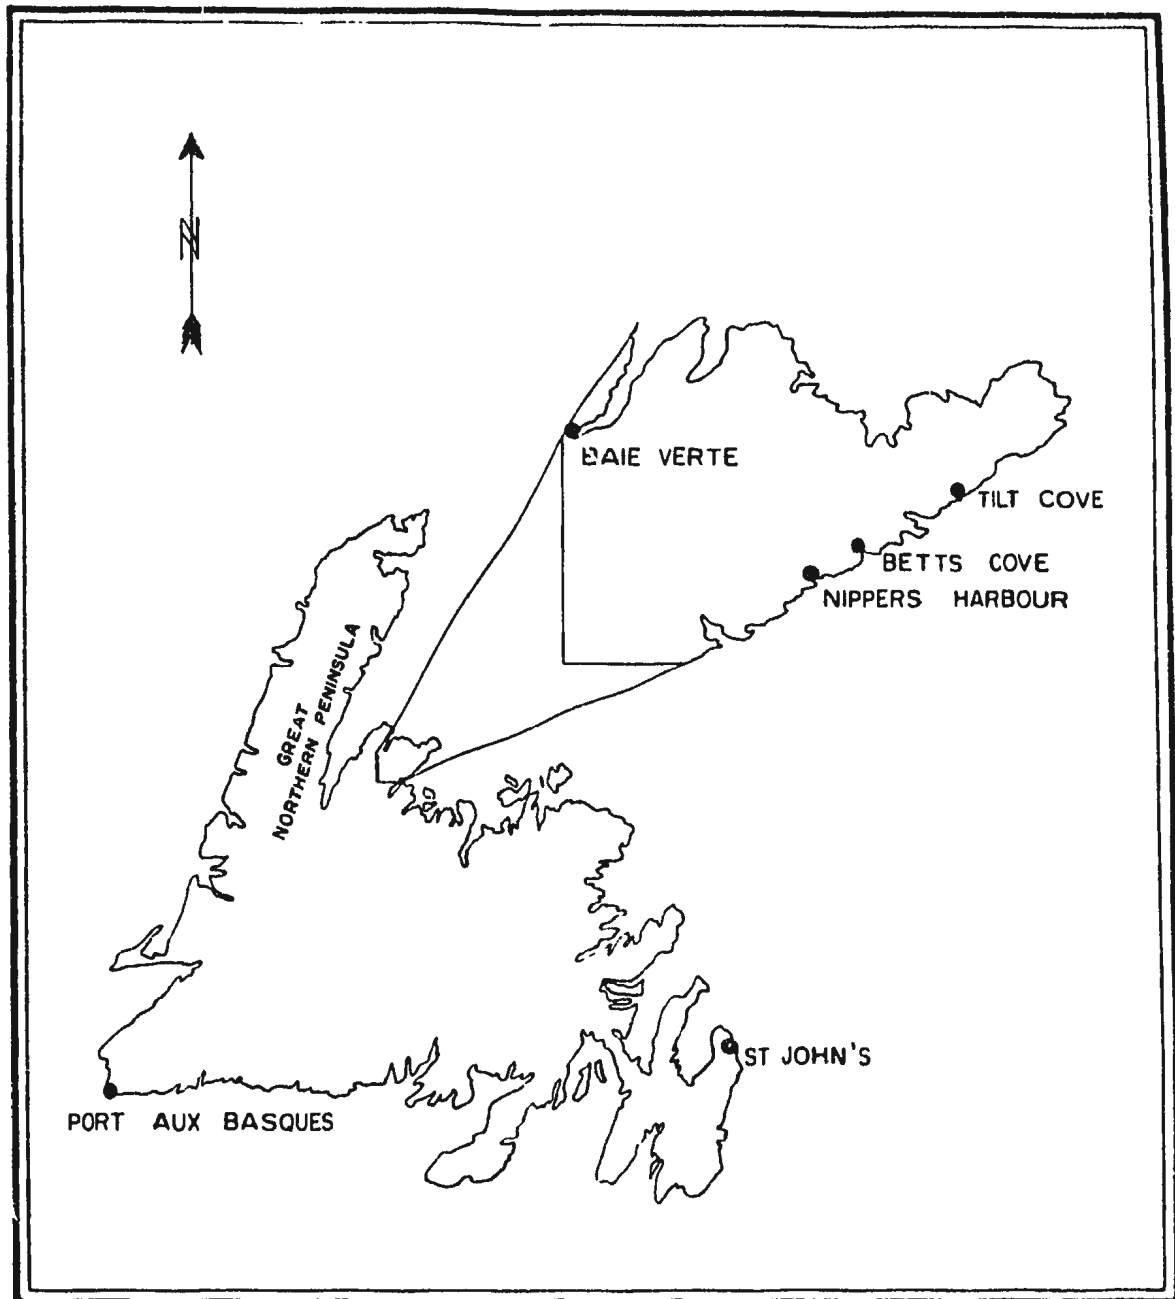 N
BAIE VERTE
TILT COVE
BETTS COVE
NIPPERS HARBOUR
GREAT
NORTHERN PENINSULA
ST JOHN'S
PORT AUX BASQUES